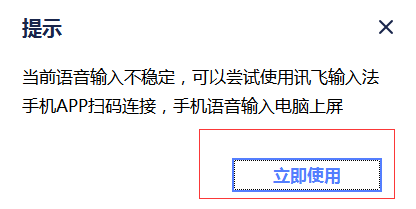 提示
当前语音输入不稳定，可以尝试使用讯飞输入法
手机APP扫码连接，手机语音输入电脑上屏
立即使用